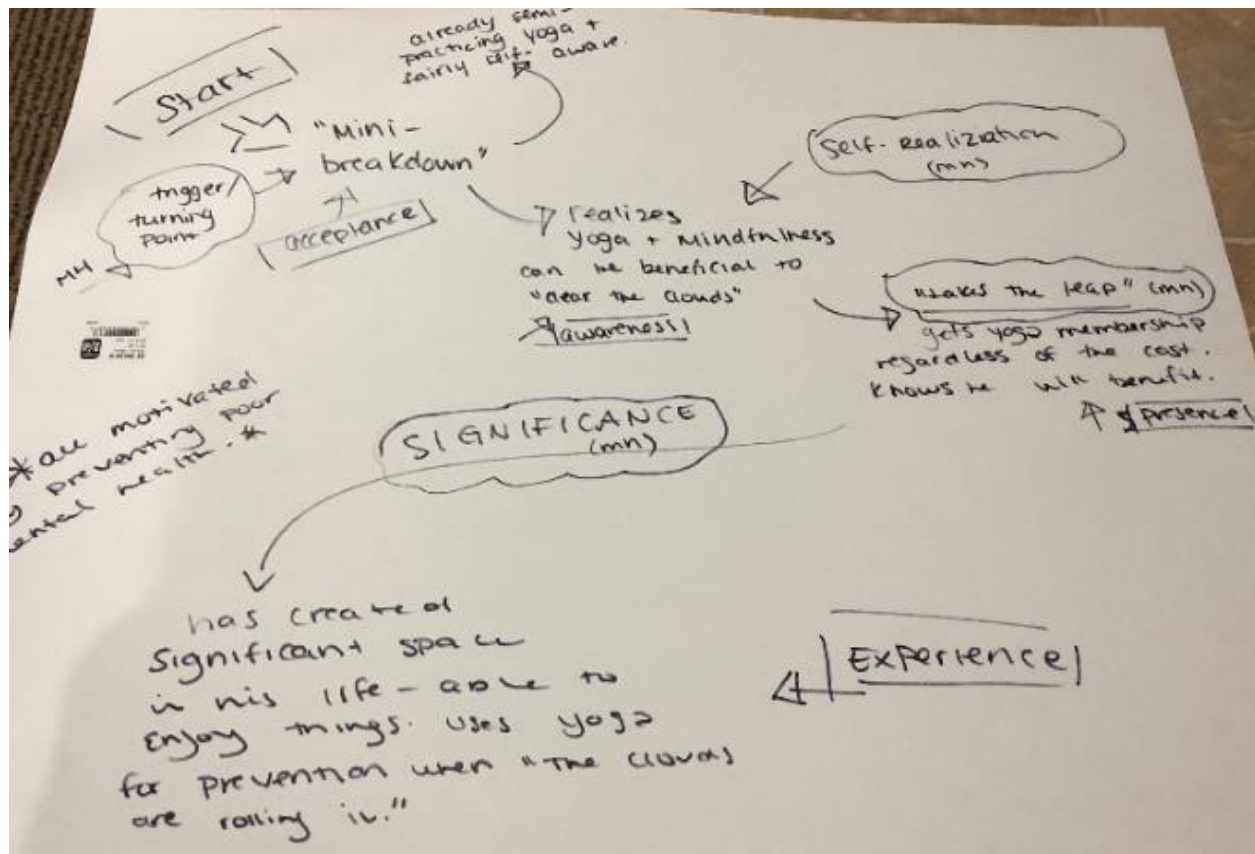 already semi-
practicing yoga +
fairly self-aware.
Start
"Mini-
breakdown"
trigger/
turning
point
MH
acceptance
Self-Realiziation
(mn)
realizes
yoga + Mindfulness
can be beneficial to
"clear the clouds"
awareness
"takes the leap" (mn)
gets yoga membership
regardless of the cost.
Knows he will benefit.
presence
*all motivated
preventing poor
mental health.*
SIGNIFICANCE
(mn)
has created
Significant space
in his life - able to
Enjoy things. Uses yoga
for prevention when "The clouds
are rolling in."
Experience